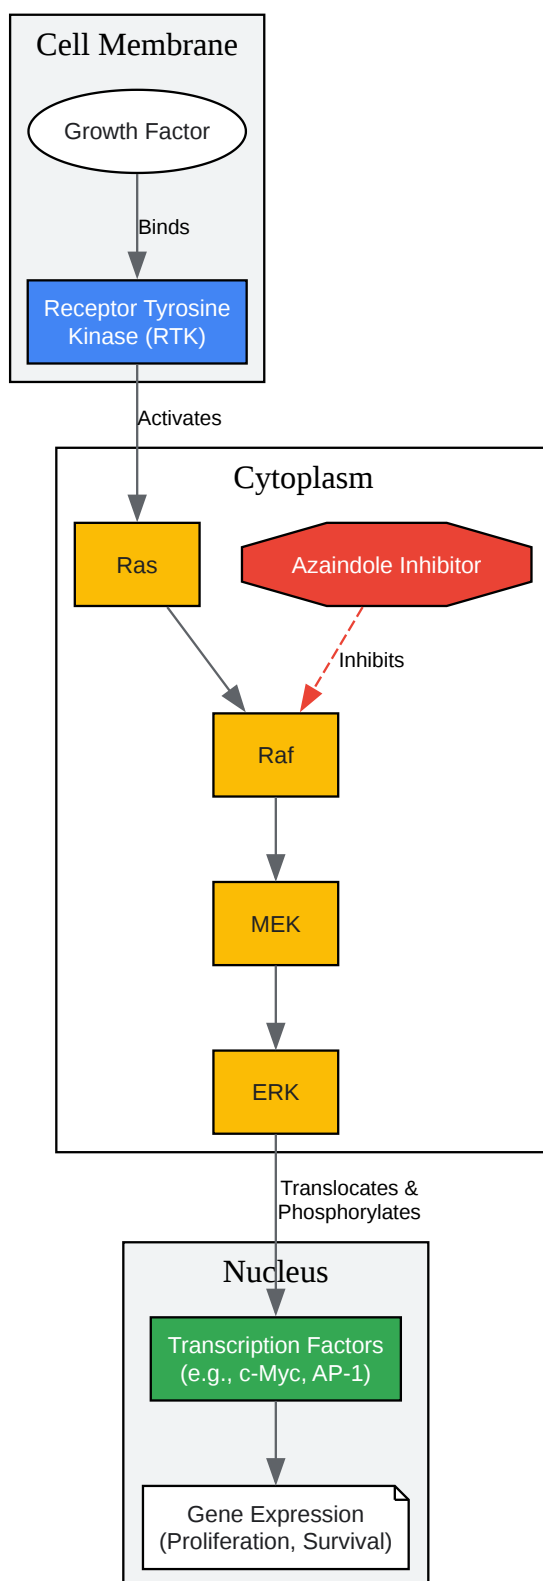 Cell Membrane
Growth Factor
Binds
Receptor Tyrosine
Kinase (RTK)
Activates
Cytoplasm
Ras
Azaindole Inhibitor
Inhibits
Raf
MEK
ERK
Translocates &
Phosphorylates
Nucleus
Transcription Factors
(e.g., c-Myc, AP-1)
Gene Expression
(Proliferation, Survival)